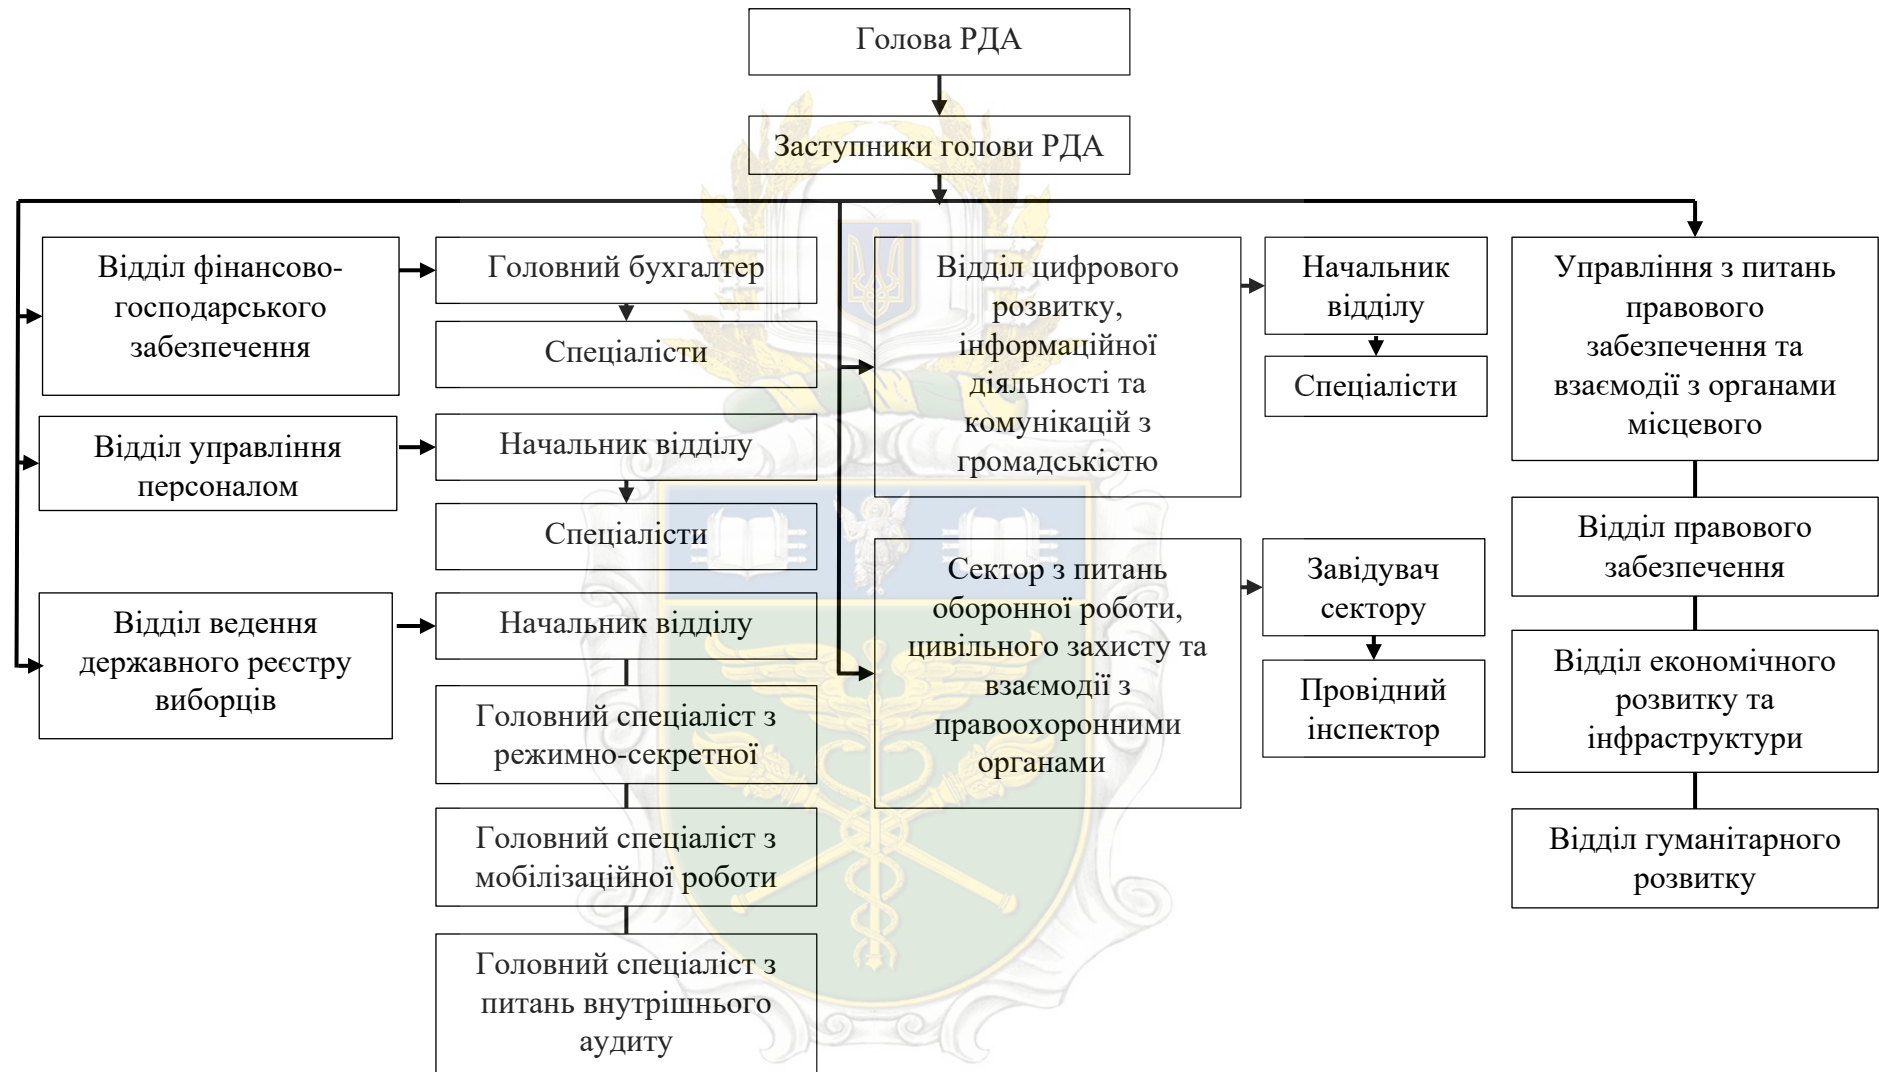 Голова РДА
Заступники голови РДА
Відділ фінансово-
господарського
забезпечення
Головний бухгалтер
Спеціалісти
Відділ управління
персоналом
Начальник відділу
Спеціалісти
Відділ ведення
державного реєстру
виборців
Начальник відділу
Головний спеціаліст з
режимно-секретної
Головний спеціаліст з
мобілізаційної роботи
Головний спеціаліст з
питань внутрішнього
аудиту
Відділ цифрового
розвитку,
інформаційної
діяльності та
комунікацій з
громадськістю
Начальник
відділу
Спеціалісти
Сектор з питань
оборонної роботи,
цивільного захисту та
взаємодії з
правоохоронними
органами
Завідувач
сектору
Провідний
інспектор
Управління з питань
правового
забезпечення та
взаємодії з органами
місцевого
Відділ правового
забезпечення
Відділ економічного
розвитку та
інфраструктури
Відділ гуманітарного
розвитку